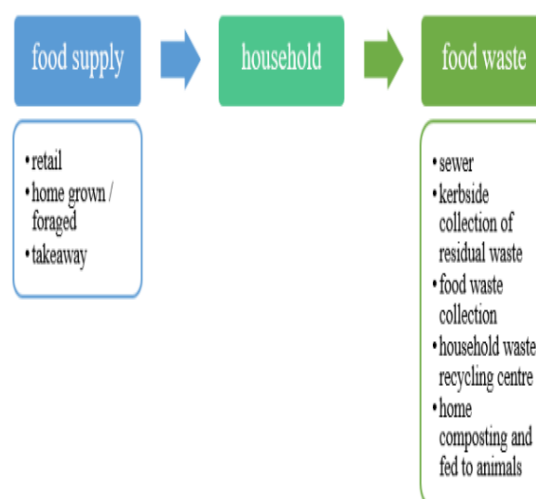 food supply
household
food waste
•retail
•home grown /
foraged
•takeaway
•sewer
•kerbside
collection of
residual waste
•food waste
collection
•household waste
recycling centre
•home
composting and
fed to animals